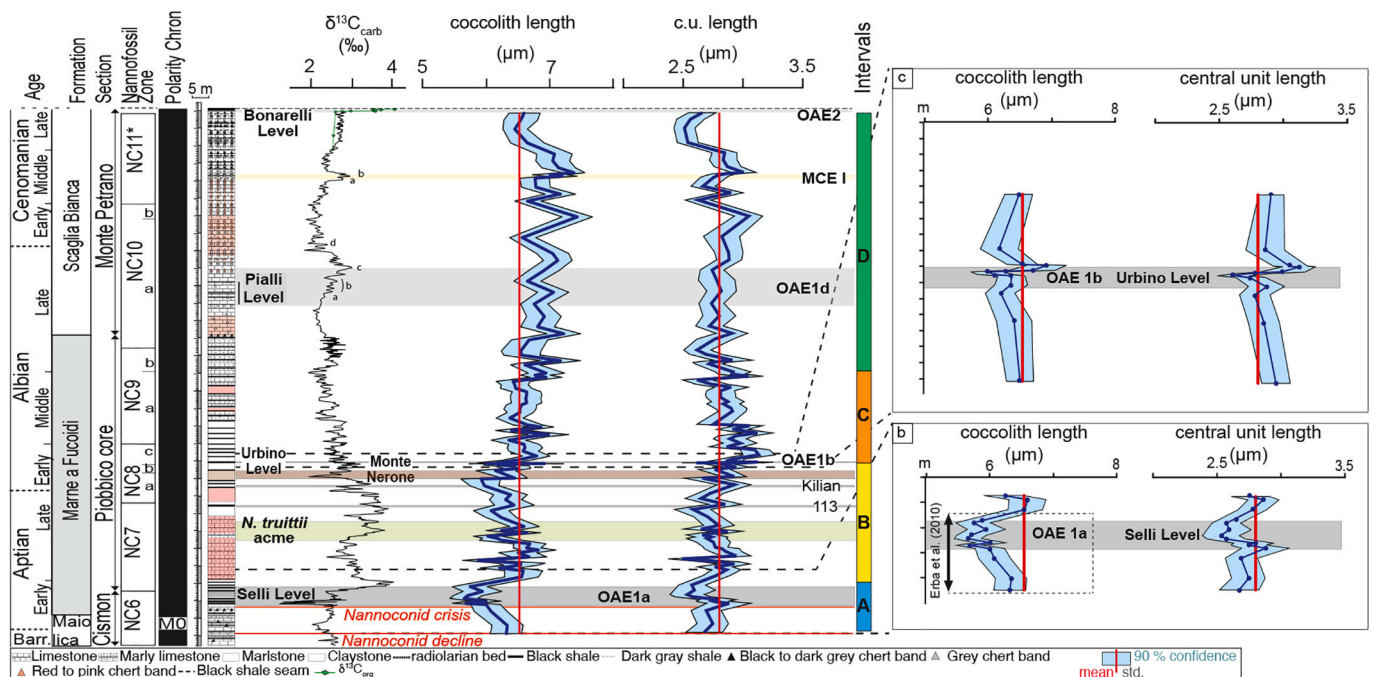 Age
Formation
Section
Nannofossil
Zone
Polarity Chron
5 m
δ13Ccarb
(‰)
2 3 4
coccolith length
(µm)
5 7
c.u. length
(µm)
2.5 3.5
Intervals
Cenomanian
Late
Middle
Early
Albian
Late
Middle
Early
Aptian
Late
Early
Barr.
Scaglia Bianca
Marne a Fucoidi
Maio
lica
Monte Petrano
Piobbico core
Cismon
NC11*
NC10
b
a
NC9
b
a
NC8
c
b
a
NC7
NC6
M0
Bonarelli
Level
OAE2
b
a
MCE I
d
c
b
a
Pialli
Level
OAE1d
Urbino
Level
Monte
Nerone
OAE1b
Kilian
113
N. truittii
acme
Selli Level
OAE1a
Nannoconid crisis
Nannoconid decline
D
C
B
A
c
coccolith length
(µm)
m 6 8
central unit length
(µm)
2.5 3.5
OAE 1b Urbino Level
b
coccolith length
(µm)
m 6 8
central unit length
(µm)
2.5 3.5
Erba et al. (2010)
OAE 1a Selli Level
Limestone Marly limestone Marlstone Claystone radiolarian bed Black shale Dark gray shale Black to dark grey chert band Grey chert band
Red to pink chert band Black shale seam δ13Corg
90 % confidence
mean std.